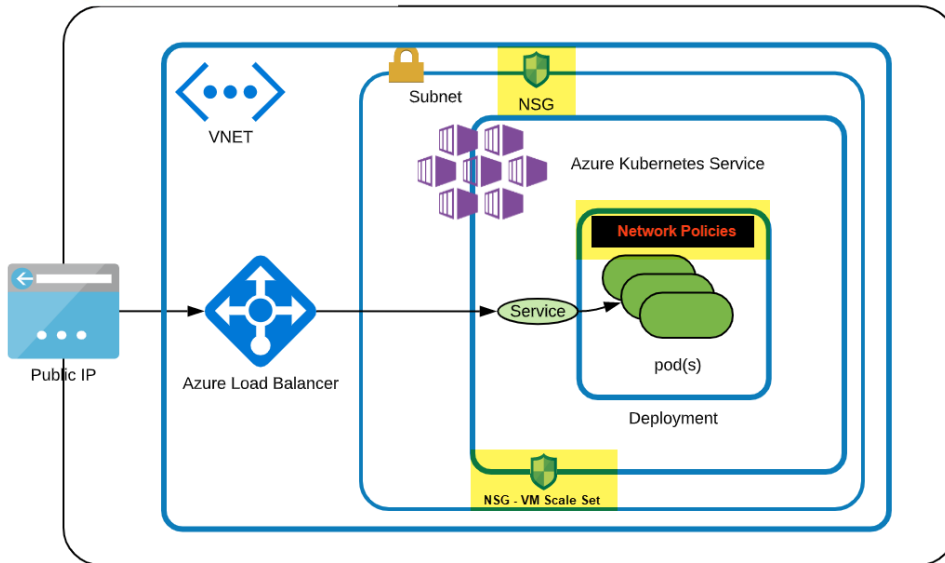 VNET
Subnet
NSG
Azure Kubernetes Service
Network Policies
Public IP
Azure Load Balancer
Service
pod(s)
Deployment
NSG - VM Scale Set